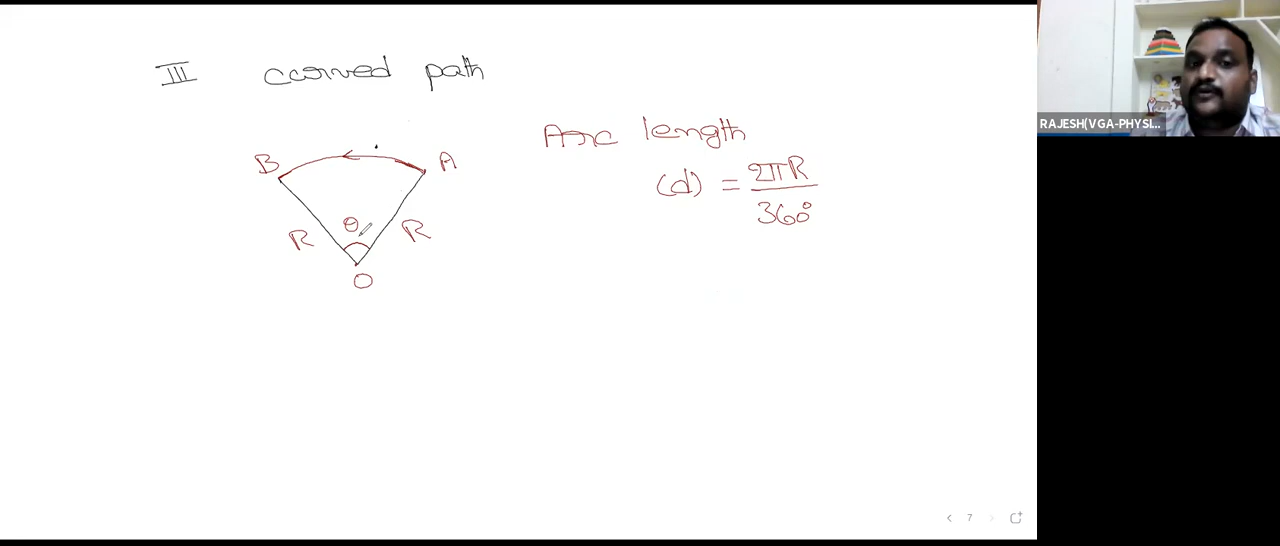 III curved path
Arc length
(d) = 2πR / 360°
B
A
θ
R
R
O
RAJESH(VGA-PHYSI...
7